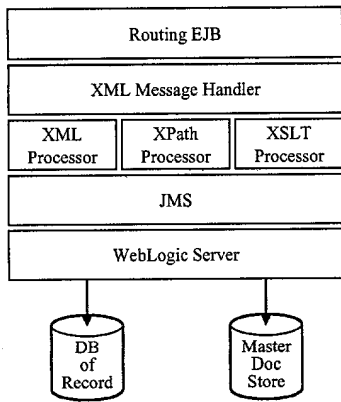 Routing EJB
XML Message Handler
XML XPath XSLT
Processor Processor Processor
JMS
WebLogic Server
DB Master
of Doc
Record Store